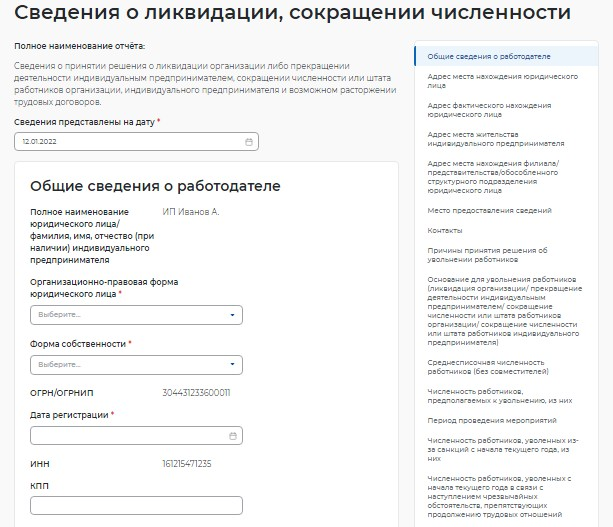 Сведения о ликвидации, сокращении численности
Полное наименование отчёта:
Сведения о принятии решения о ликвидации организации либо прекращении
деятельности индивидуальным предпринимателем, сокращении численности или штата
работников организации, индивидуального предпринимателя и возможном расторжении
трудовых договоров.
Сведения представлены на дату *
12.01.2022
Общие сведения о работодателе
Полное наименование
юридического лица/
фамилия, имя, отчество (при
наличии) индивидуального
предпринимателя
ИП Иванов А.
Организационно-правовая форма
юридического лица *
Выберите...
Форма собственности *
Выберите...
ОГРН/ОГРНИП
304431233600011
Дата регистрации *
ИНН
161215471235
КПП
Общие сведения о работодателе
Адрес места нахождения юридического
лица
Адрес фактического нахождения
юридического лица
Адрес места жительства
индивидуального предпринимателя
Адрес места нахождения филиала/
представительства/обособленного
структурного подразделения
юридического лица
Место предоставления сведений
Контакты
Причины принятия решения об
увольнении работников
Основание для увольнения работников
(ликвидация организации/ прекращение
деятельности индивидуальным
предпринимателем/ сокращение
численности или штата работников
организации/ сокращение численности
или штата работников индивидуального
предпринимателя)
Среднесписочная численность
работников (без совместителей)
Численность работников,
предполагаемых к увольнению, из них
Период проведения мероприятий
Численность работников, уволенных из-
за санкций с начала текущего года, из
них
Численность работников, уволенных с
начала текущего года в связи с
наступлением чрезвычайных
обстоятельств, препятствующих
продолжению трудовых отношений